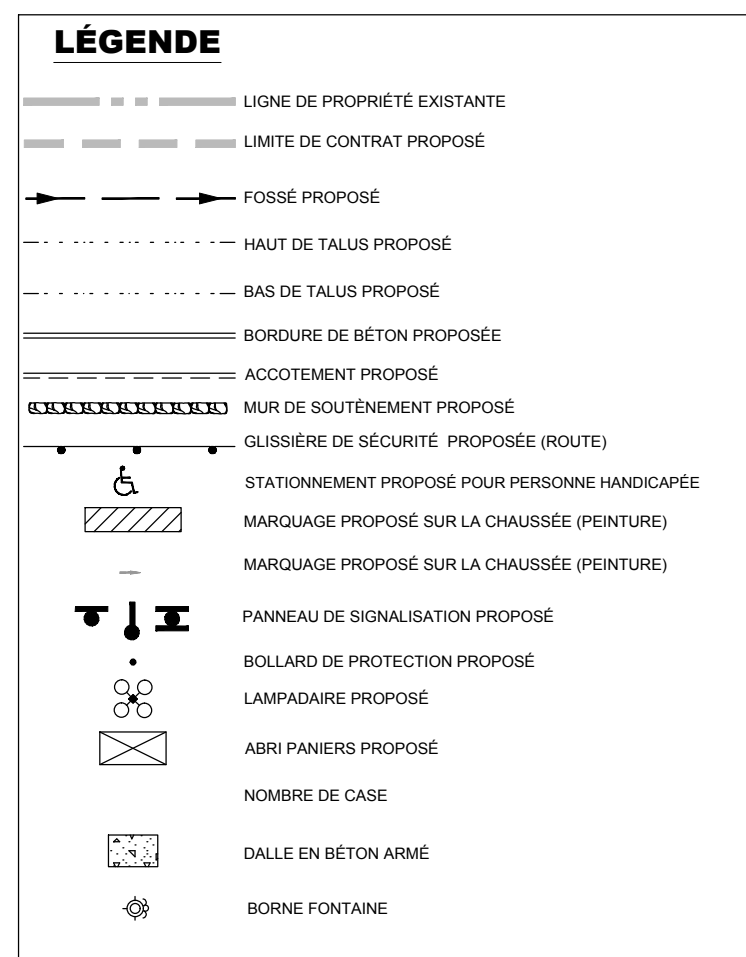 LÉGENDE
LIGNE DE PROPRIÉTÉ EXISTANTE
LIMITE DE CONTRAT PROPOSÉ
FOSSÉ PROPOSÉ
HAUT DE TALUS PROPOSÉ
BAS DE TALUS PROPOSÉ
BORDURE DE BÉTON PROPOSÉE
ACCOTEMENT PROPOSÉ
MUR DE SOUTÈNEMENT PROPOSÉ
GLISSIÈRE DE SÉCURITÉ PROPOSÉE (ROUTE)
STATIONNEMENT PROPOSÉ POUR PERSONNE HANDICAPÉE
MARQUAGE PROPOSÉ SUR LA CHAUSSÉE (PEINTURE)
MARQUAGE PROPOSÉ SUR LA CHAUSSÉE (PEINTURE)
PANNEAU DE SIGNALISATION PROPOSÉ
BOLLARD DE PROTECTION PROPOSÉ
LAMPADAIRE PROPOSÉ
ABRI PANIERS PROPOSÉ
NOMBRE DE CASE
DALLE EN BÉTON ARMÉ
BORNE FONTAINE